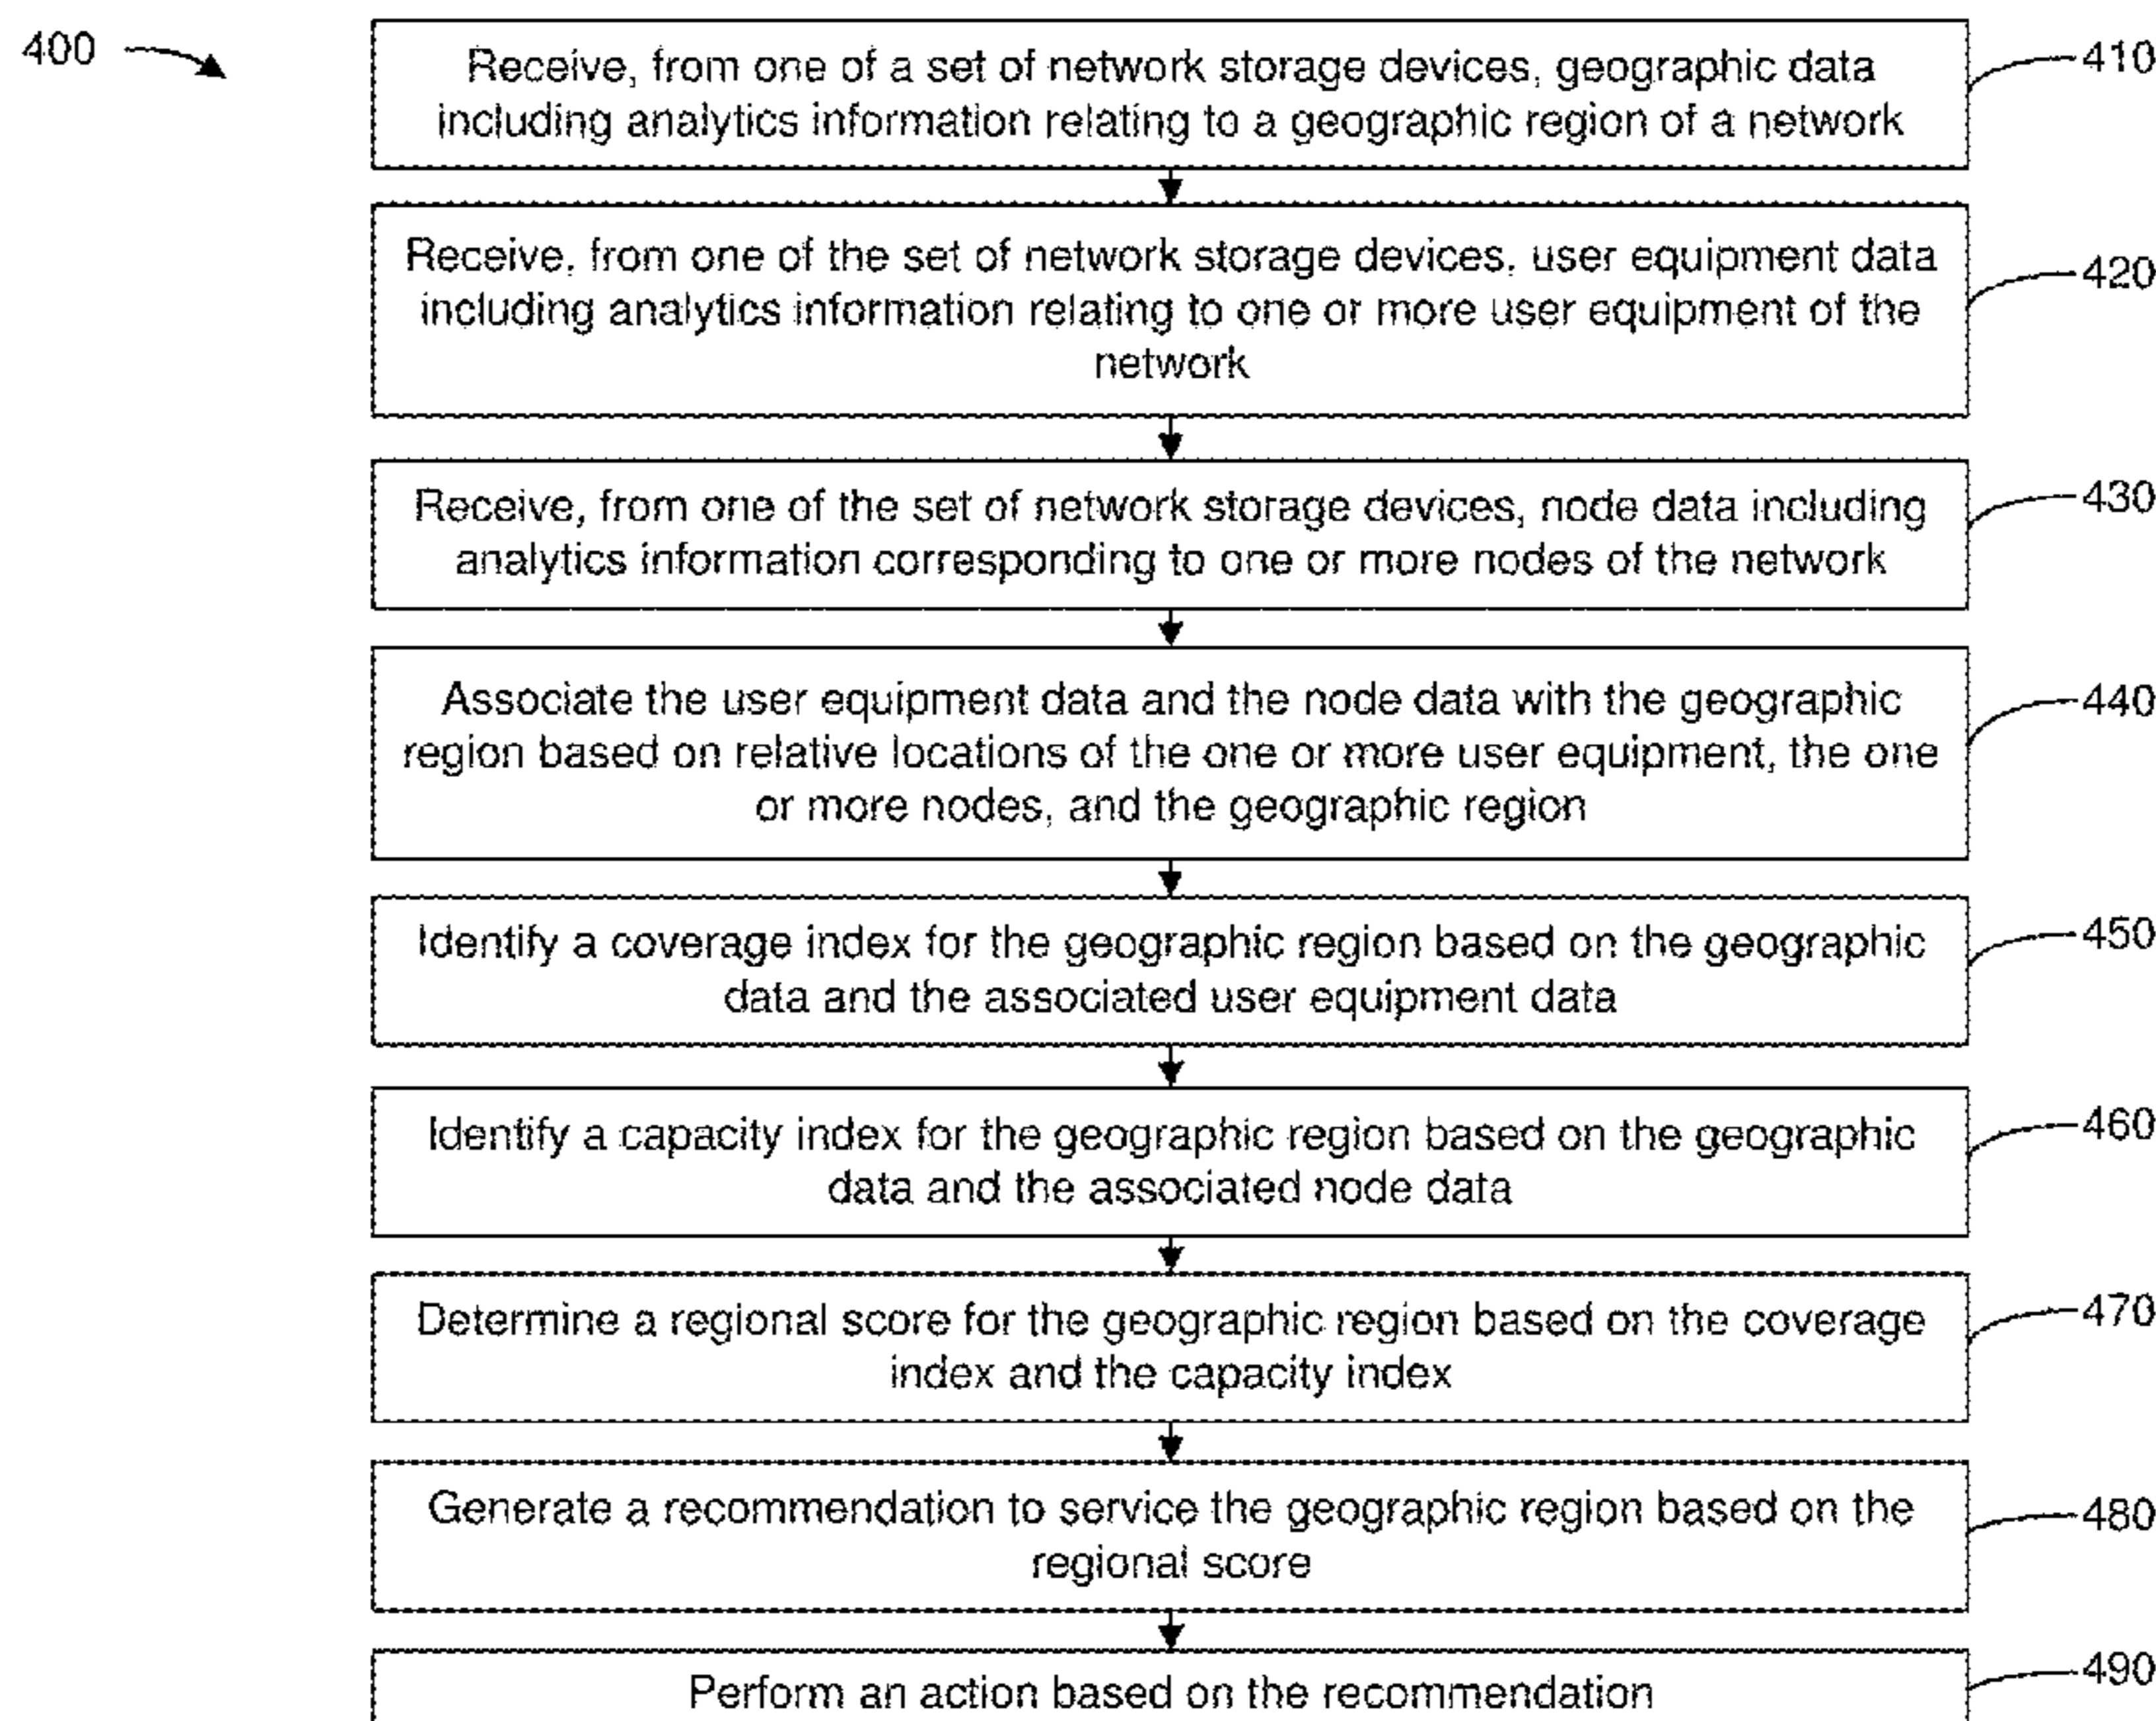 400
Receive, from one of a set of network storage devices, geographic data
including analytics information relating to a geographic region of a network
410
Receive, from one of the set of network storage devices, user equipment data
including analytics information relating to one or more user equipment of the
network
420
Receive, from one of the set of network storage devices, node data including
analytics information corresponding to one or more nodes of the network
430
Associate the user equipment data and the node data with the geographic
region based on relative locations of the one or more user equipment, the one
or more nodes, and the geographic region
440
Identify a coverage index for the geographic region based on the geographic
data and the associated user equipment data
450
Identify a capacity index for the geographic region based on the geographic
data and the associated node data
460
Determine a regional score for the geographic region based on the coverage
index and the capacity index
470
Generate a recommendation to service the geographic region based on the
regional score
480
Perform an action based on the recommendation
490